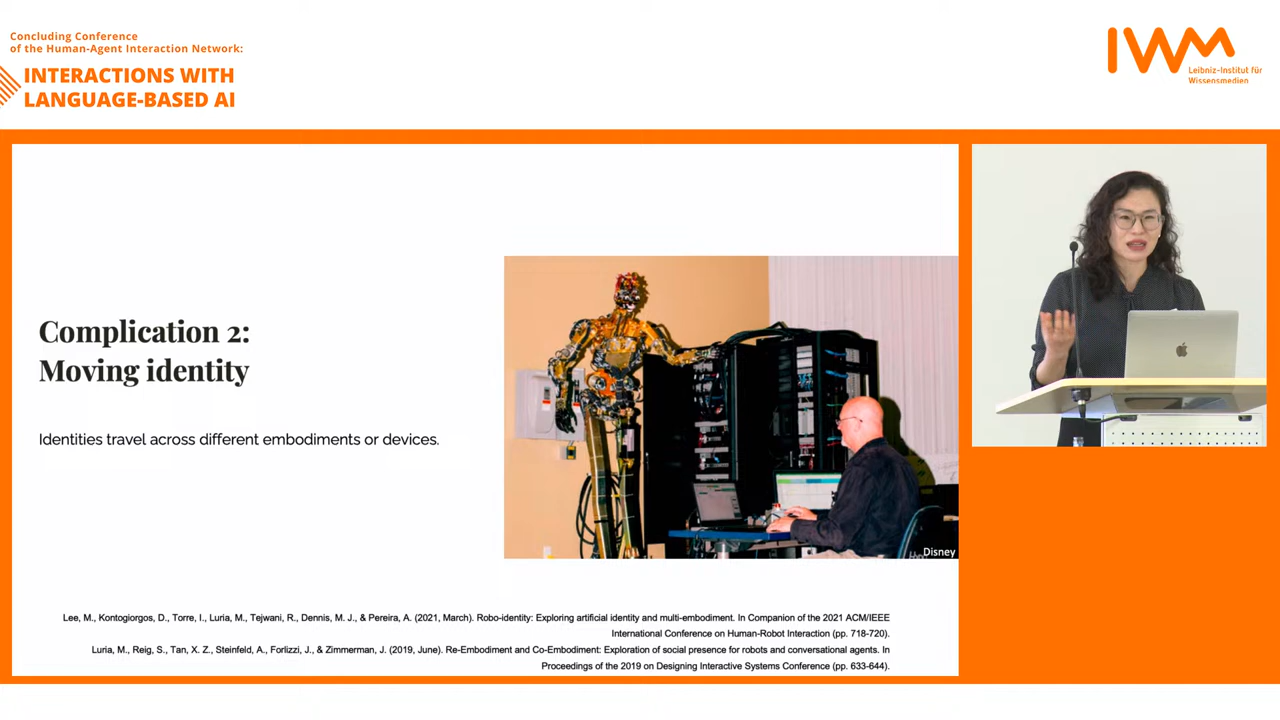 Concluding Conference
of the Human-Agent Interaction Network:
INTERACTIONS WITH
LANGUAGE-BASED AI
IWM
Leibniz-Institut für
Wissensmedien
Complication 2:
Moving identity
Identities travel across different embodiments or devices.
Disney
Lee, M., Kontogiorgos, D., Torre, I., Luria, M., Tejwani, R., Dennis, M. J., & Pereira, A. (2021, March). Robo-identity: Exploring artificial identity and multi-embodiment. In Companion of the 2021 ACM/IEEE
International Conference on Human-Robot Interaction (pp. 718-720).
Luria, M., Reig, S., Tan, X. Z., Steinfeld, A., Forlizzi, J., & Zimmerman, J. (2019, June). Re-Embodiment and Co-Embodiment: Exploration of social presence for robots and conversational agents. In
Proceedings of the 2019 on Designing Interactive Systems Conference (pp. 633-644).